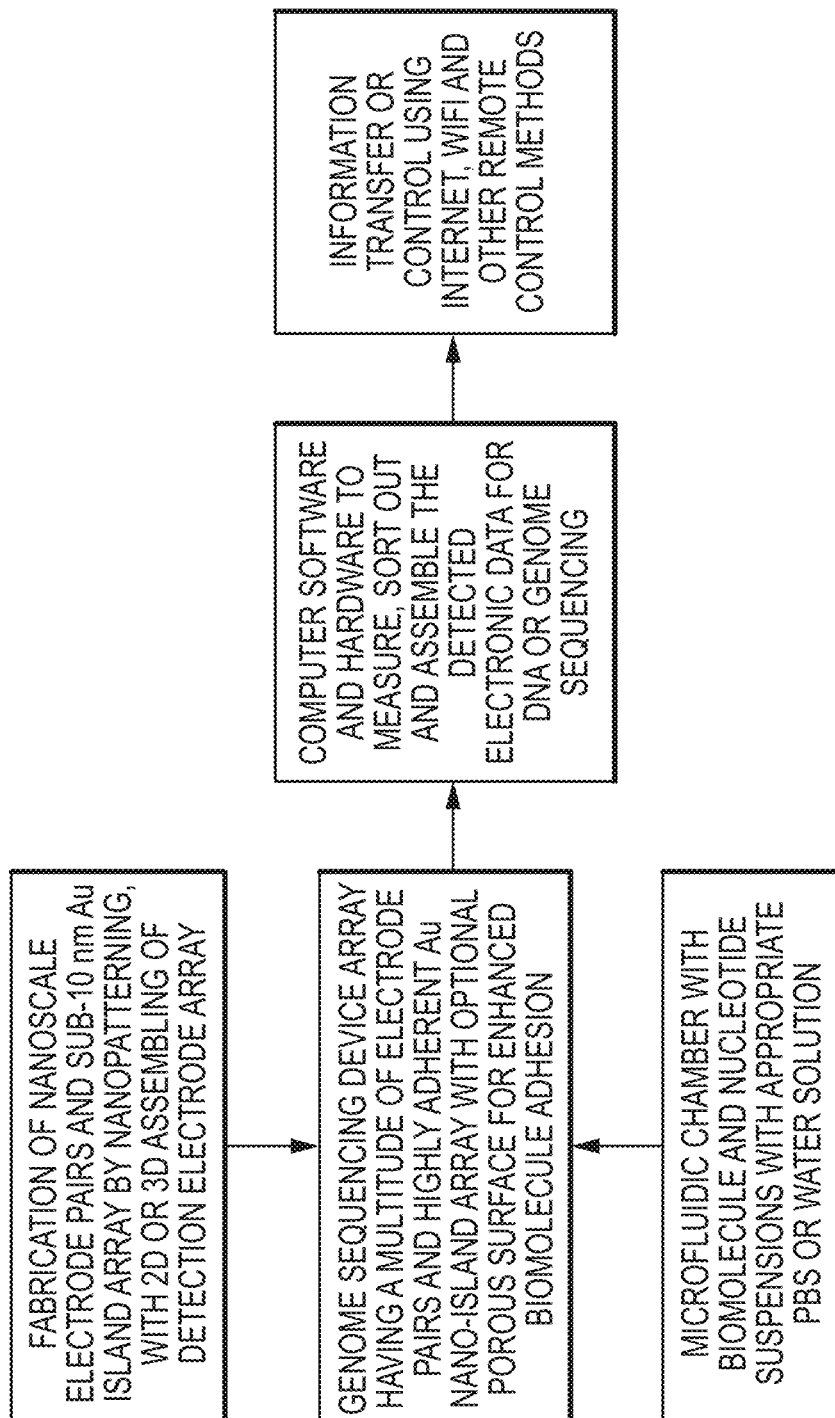 FABRICATION OF NANOSCALE
ELECTRODE PAIRS AND SUB-10 nm Au
ISLAND ARRAY BY NANOPATTERNING,
WITH 2D OR 3D ASSEMBLING OF
DETECTION ELECTRODE ARRAY
GENOME SEQUENCING DEVICE ARRAY
HAVING A MULTITUDE OF ELECTRODE
PAIRS AND HIGHLY ADHERENT Au
NANO-ISLAND ARRAY WITH OPTIONAL
POROUS SURFACE FOR ENHANCED
BIOMOLECULE ADHESION
MICROFLUIDIC CHAMBER WITH
BIOMOLECULE AND NUCLEOTIDE
SUSPENSIONS WITH APPROPRIATE
PBS OR WATER SOLUTION
COMPUTER SOFTWARE
AND HARDWARE TO
MEASURE, SORT OUT
AND ASSEMBLE THE
DETECTED
ELECTRONIC DATA FOR
DNA OR GENOME
SEQUENCING
INFORMATION
TRANSFER OR
CONTROL USING
INTERNET, WIFI AND
OTHER REMOTE
CONTROL METHODS